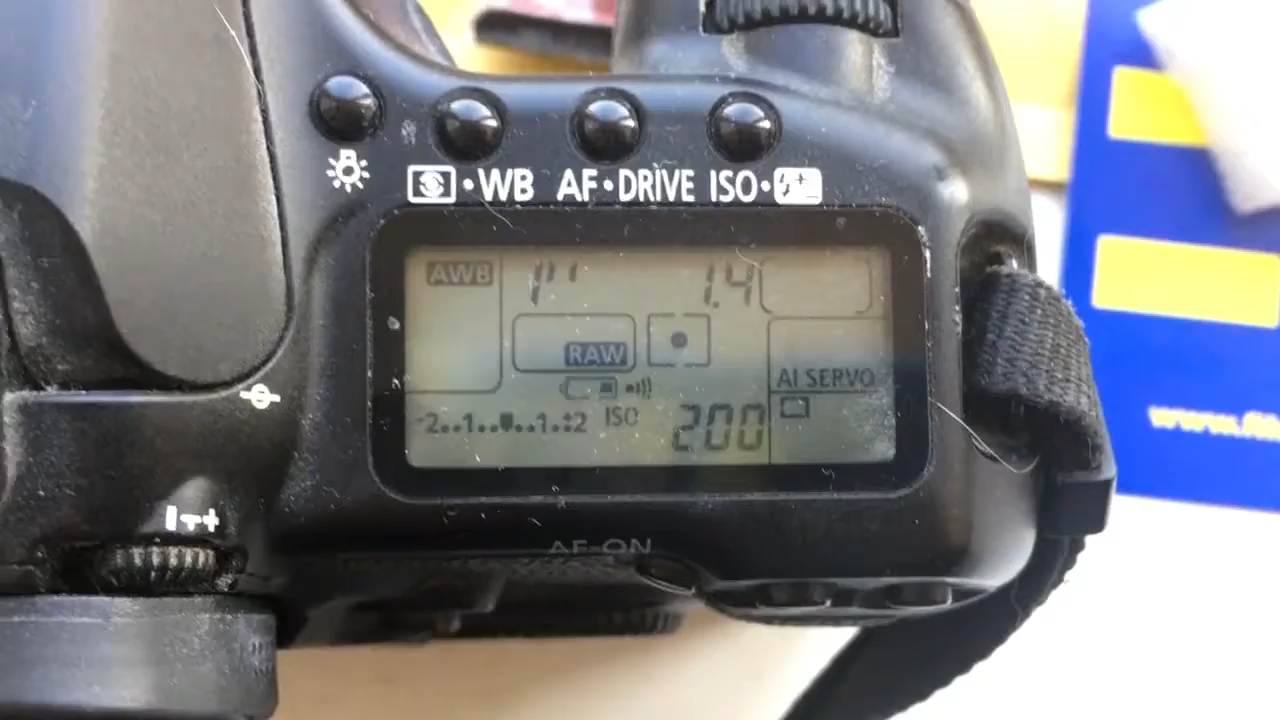 WB AF•DRIVE ISO•
AWB 1" 1.4
RAW
AI SERVO
-2..1..▼..1.:2 ISO 200
AF-ON
www.